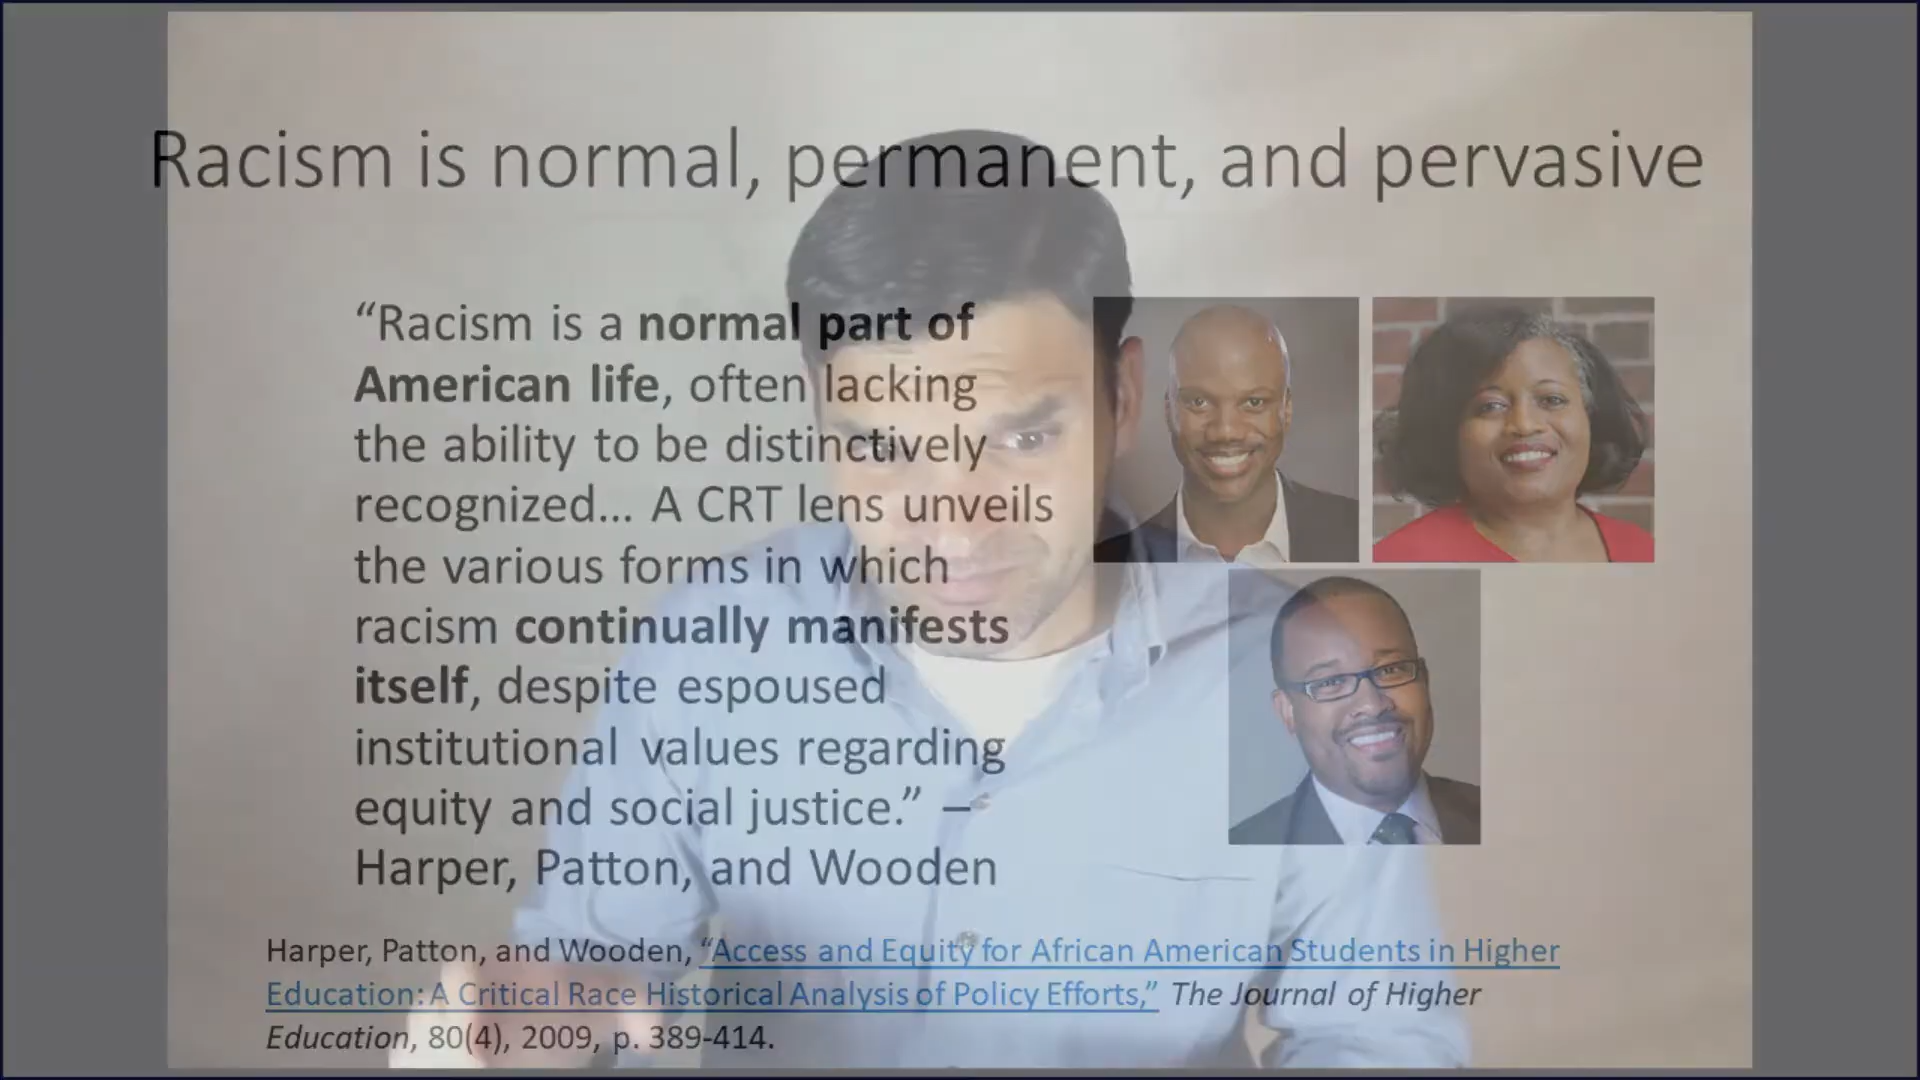 Racism is normal, permanent, and pervasive
“Racism is a normal part of
American life, often lacking
the ability to be distinctively
recognized… A CRT lens unveils
the various forms in which
racism continually manifests
itself, despite espoused
institutional values regarding
equity and social justice.” –
Harper, Patton, and Wooden
Harper, Patton, and Wooden, “Access and Equity for African American Students in Higher
Education: A Critical Race Historical Analysis of Policy Efforts,” The Journal of Higher
Education, 80(4), 2009, p. 389-414.